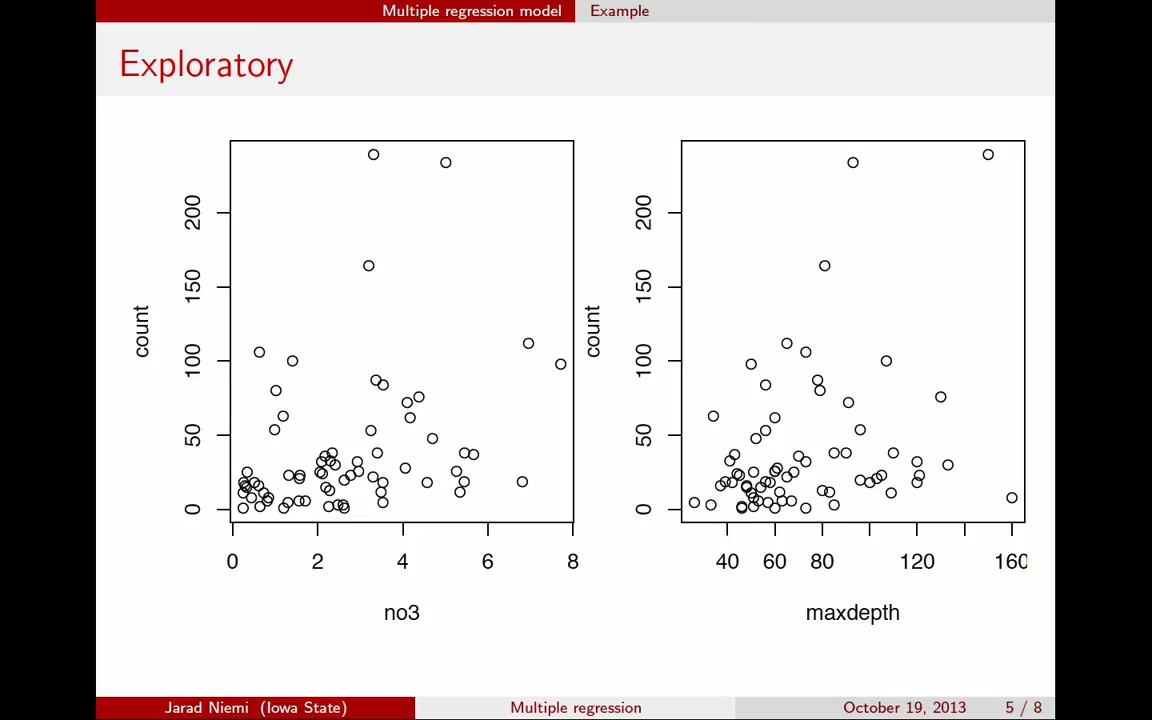 Multiple regression model Example
Exploratory
count
0 50 100 150 200
0 2 4 6 8
no3
count
0 50 100 150 200
40 60 80 120 160
maxdepth
Jarad Niemi (Iowa State) Multiple regression October 19, 2013 5 / 8